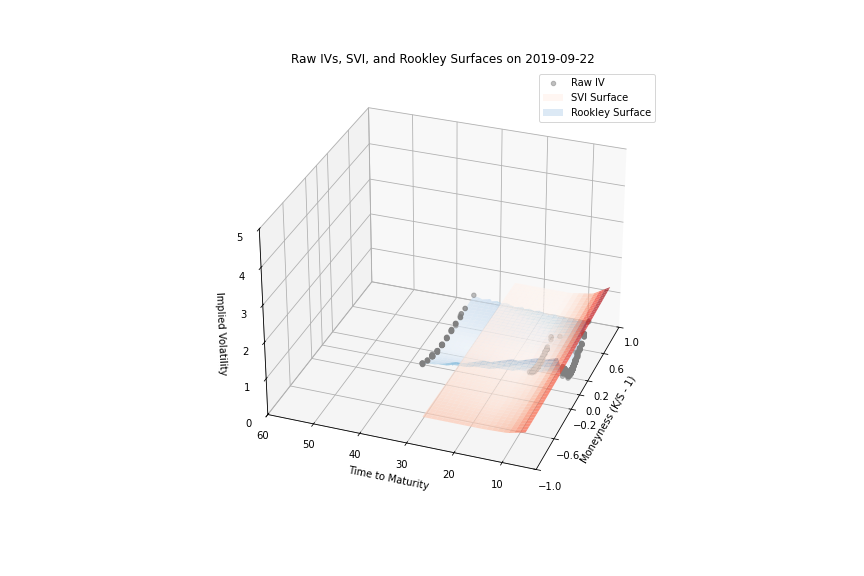 Raw IVs, SVI, and Rookley Surfaces on 2019-09-22
Raw IV
SVI Surface
Rookley Surface
5
4
3
2
1
0
Implied Volatility
60
50
40
30
20
10
Time to Maturity
1.0
0.6
0.2
0.0
−0.2
−0.6
−1.0
Moneyness (K/S - 1)